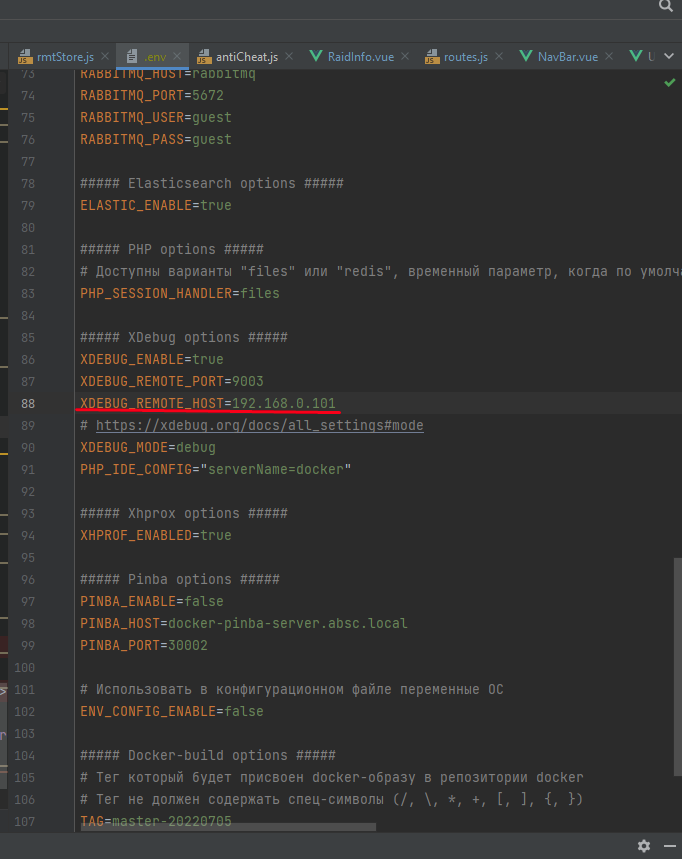 rmtStore.js .env antiCheat.js RaidInfo.vue routes.js NavBar.vue U
73 RABBITMQ_HOST=rabbitmq
74 RABBITMQ_PORT=5672
75 RABBITMQ_USER=guest
76 RABBITMQ_PASS=guest
77
78 ##### Elasticsearch options #####
79 ELASTIC_ENABLE=true
80
81 ##### PHP options #####
82 # Доступны варианты "files" или "redis", временный параметр, когда по умолча
83 PHP_SESSION_HANDLER=files
84
85 ##### XDebug options #####
86 XDEBUG_ENABLE=true
87 XDEBUG_REMOTE_PORT=9003
88 XDEBUG_REMOTE_HOST=192.168.0.101
89 # https://xdebug.org/docs/all_settings#mode
90 XDEBUG_MODE=debug
91 PHP_IDE_CONFIG="serverName=docker"
92
93 ##### Xhprox options #####
94 XHPROF_ENABLED=true
95
96 ##### Pinba options #####
97 PINBA_ENABLE=false
98 PINBA_HOST=docker-pinba-server.absc.local
99 PINBA_PORT=30002
100
101 # Использовать в конфигурационном файле переменные ОС
102 ENV_CONFIG_ENABLE=false
103
104 ##### Docker-build options #####
105 # Тег который будет присвоен docker-образу в репозитории docker
106 # Тег не должен содержать спец-символы (/, \, *, +, [, ], {, })
107 TAG=master-20220705